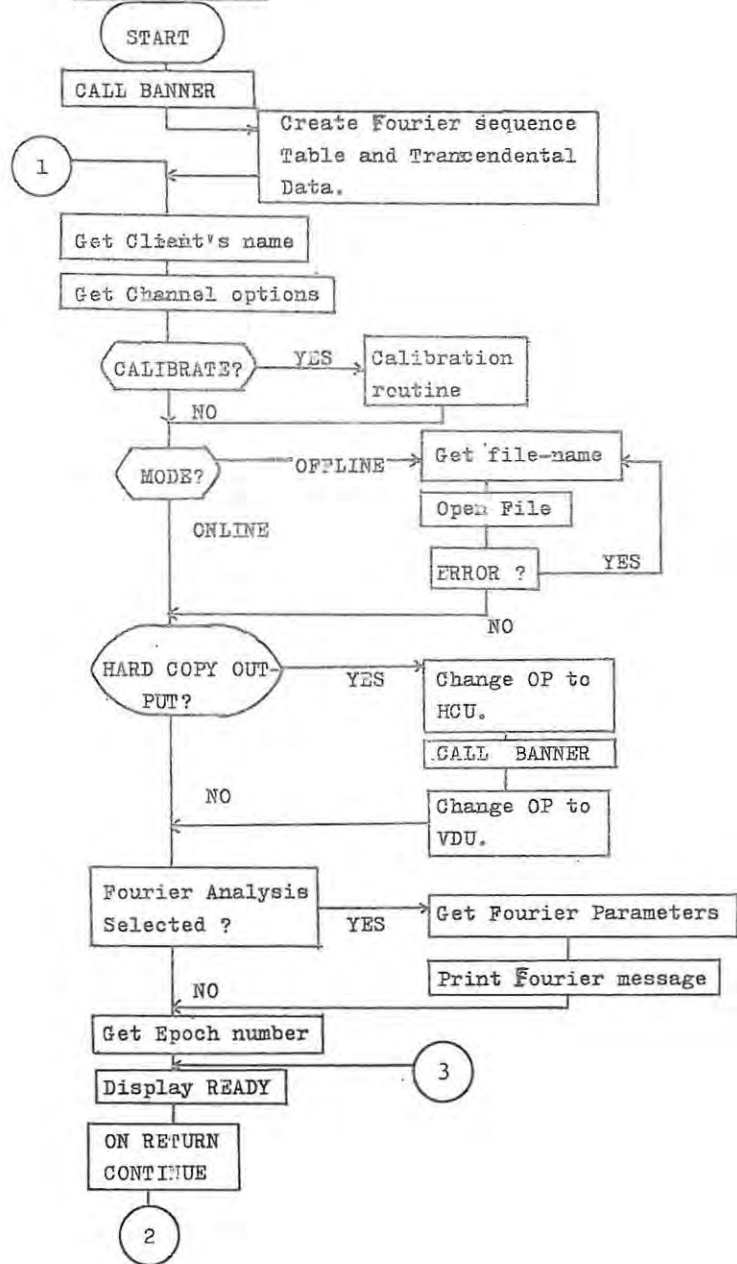 START
CALL BANNER
Create Fourier sequence
Table and Transcendental
Data.
1
Get Client's name
Get Channel options
CALIBRATE?
YES
Calibration
routine
NO
MODE?
OFFLINE
Get file-name
Open File
ONLINE
ERROR ?
YES
NO
HARD COPY OUT-
PUT?
YES
Change OP to
HCU.
CALL BANNER
NO
Change OP to
VDU.
Fourier Analysis
Selected ?
YES
Get Fourier Parameters
Print Fourier message
NO
Get Epoch number
3
Display READY
ON RETURN
CONTINUE
2